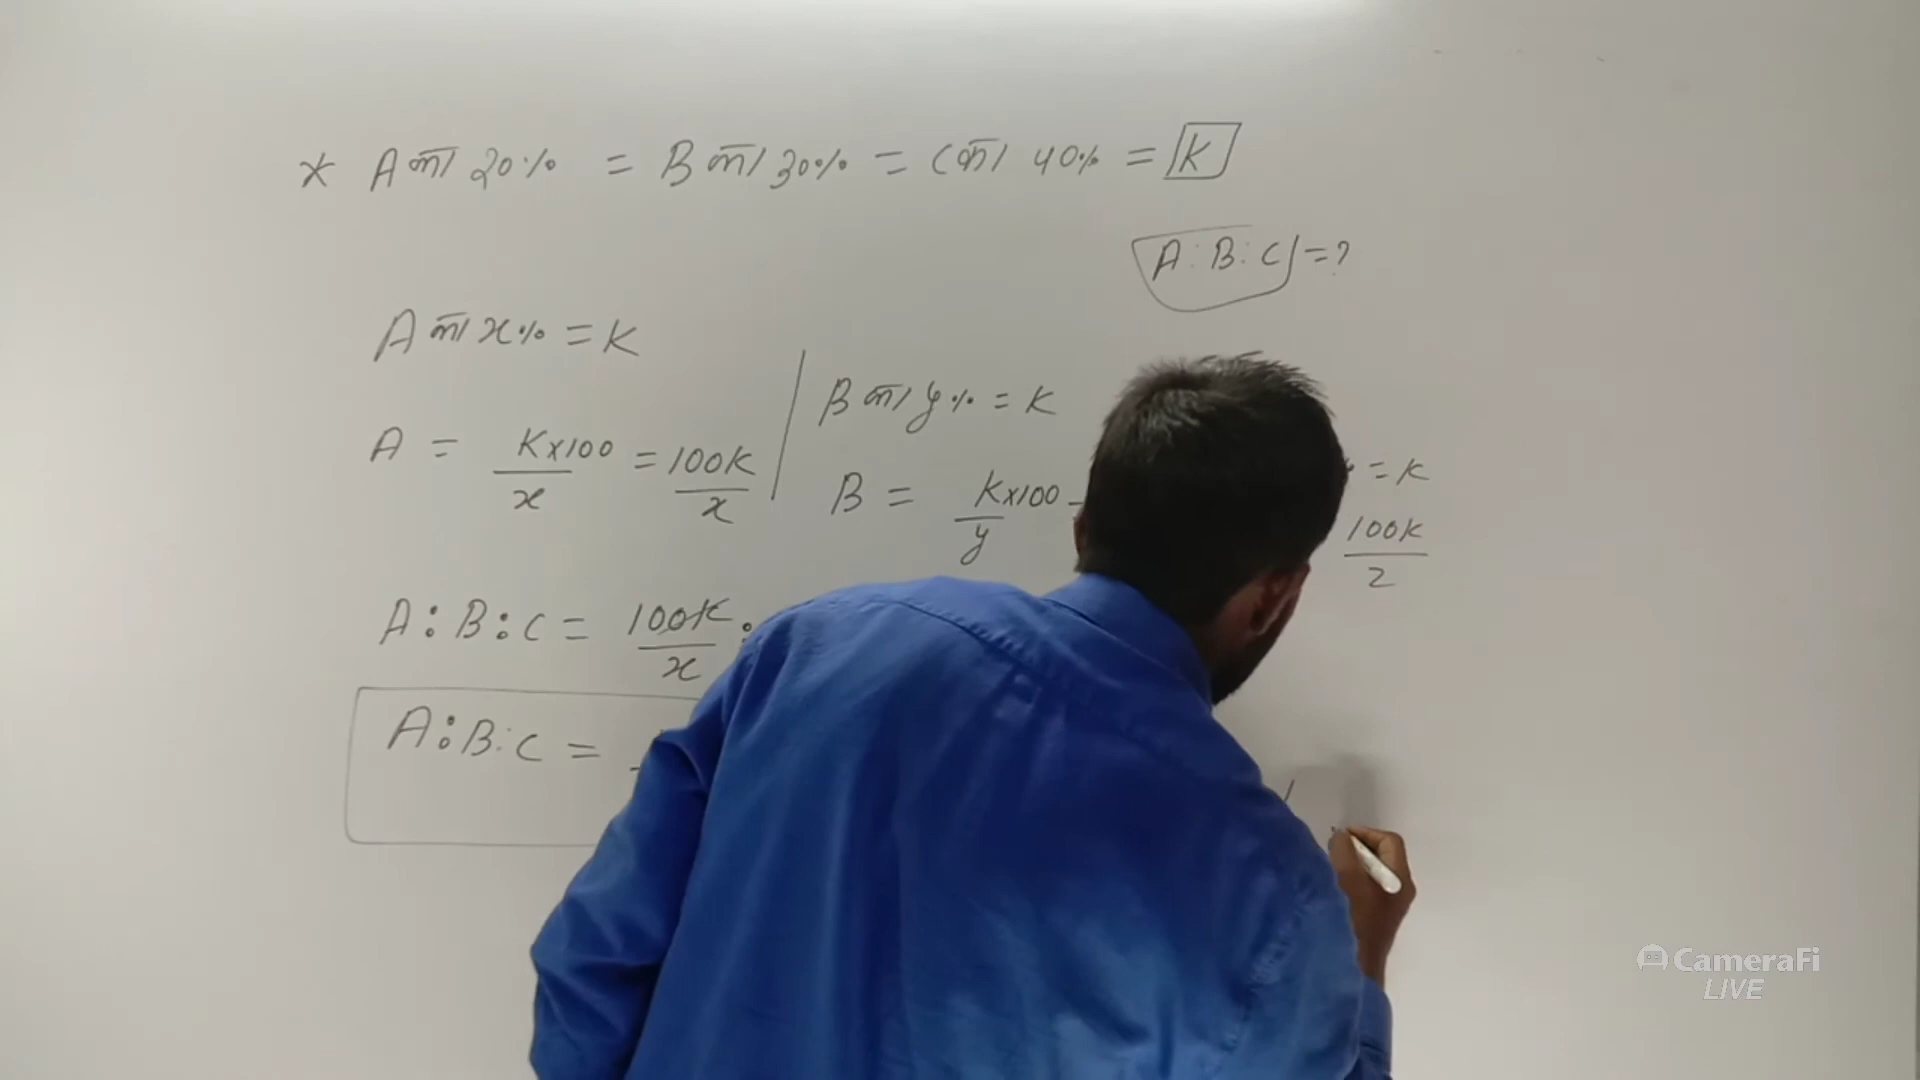 * A का 20% = B का 30% = C का 40% = K
A : B : C = ?
A का x% = K
A = K×100/x = 100K/x
B का y% = K
B = K×100/y
= K
100K/z
A : B : C = 100K/x :
A : B : C =
CameraFi
LIVE